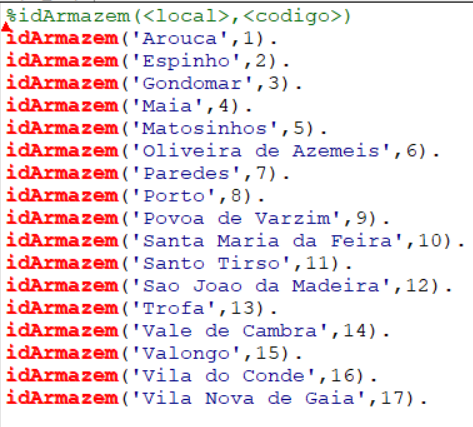 %idArmazem(<local>,<codigo>)
idArmazem('Arouca',1).
idArmazem('Espinho',2).
idArmazem('Gondomar',3).
idArmazem('Maia',4).
idArmazem('Matosinhos',5).
idArmazem('Oliveira de Azemeis',6).
idArmazem('Paredes',7).
idArmazem('Porto',8).
idArmazem('Povoa de Varzim',9).
idArmazem('Santa Maria da Feira',10).
idArmazem('Santo Tirso',11).
idArmazem('Sao Joao da Madeira',12).
idArmazem('Trofa',13).
idArmazem('Vale de Cambra',14).
idArmazem('Valongo',15).
idArmazem('Vila do Conde',16).
idArmazem('Vila Nova de Gaia',17).